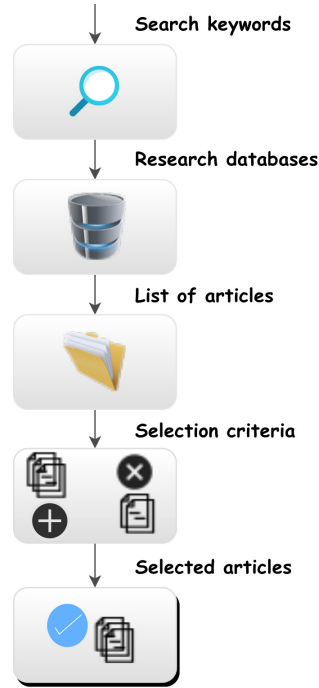 Search keywords
Research databases
List of articles
Selection criteria
Selected articles